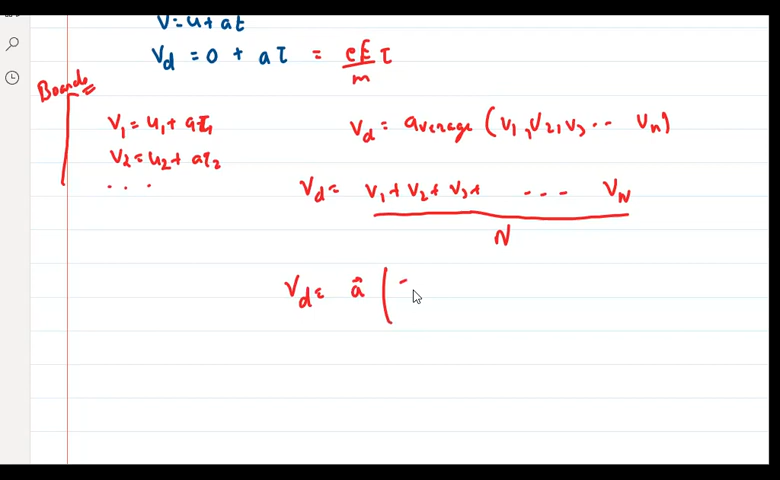 V=u+at
Vd = 0 + aτ = eE/m τ
Boards
V1 = u1 + aτ1
V2 = u2 + aτ2
. . .
Vd = average (V1, V2, V3 .. Vn)
Vd = V1 + V2 + V3 + ... VN
N
Vd = a (